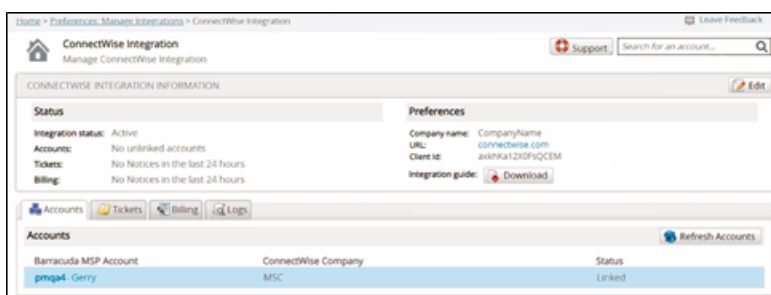 Home > Preferences: Manage Integrations > ConnectWise Integration
Leave Feedback
ConnectWise Integration
Manage ConnectWise Integration
Support
Search for an account...
CONNECTWISE INTEGRATION INFORMATION
Edit
Status
Preferences
Integration status: Active
Accounts: No unlinked accounts
Tickets: No Notices in the last 24 hours
Billing: No Notices in the last 24 hours
Company name: CompanyName
URL: connectwise.com
Client Id: axkhKa12X0FsQCEM
Integration guide: Download
Accounts Tickets Billing Logs
Accounts
Refresh Accounts
Barracuda MSP Account ConnectWise Company Status
pmqa4 - Gerry MSC Linked